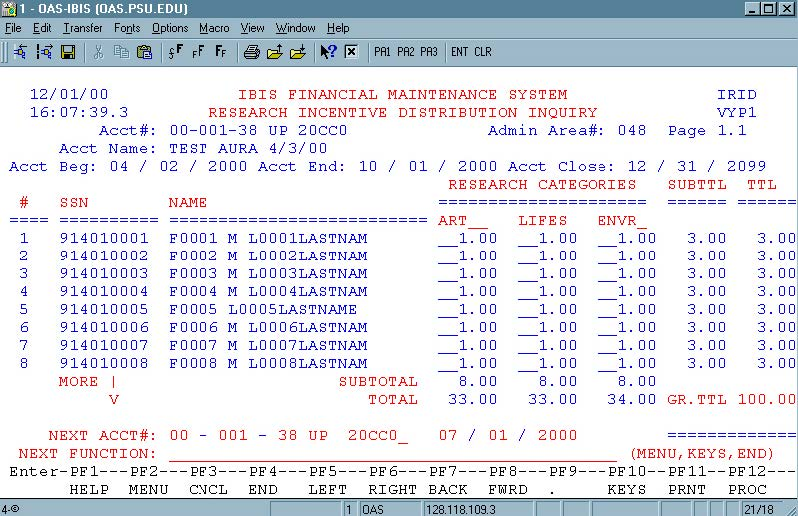 1 - OAS-IBIS (OAS.PSU.EDU)
File Edit Transfer Fonts Options Macro View Window Help
PA1 PA2 PA3 ENT CLR
12/01/00 IBIS FINANCIAL MAINTENANCE SYSTEM IRID
16:07:39.3 RESEARCH INCENTIVE DISTRIBUTION INQUIRY VYP1
Acct#: 00-001-38 UP 20CC0 Admin Area#: 048 Page 1.1
Acct Name: TEST AURA 4/3/00
Acct Beg: 04 / 02 / 2000 Acct End: 10 / 01 / 2000 Acct Close: 12 / 31 / 2099
RESEARCH CATEGORIES SUBTTL TTL
# SSN NAME ===================== ====== ======
==== ========== ========================== ART__ LIFES ENVR_
1 914010001 F0001 M L0001LASTNAM __1.00 __1.00 __1.00 3.00 3.00
2 914010002 F0002 M L0002LASTNAM __1.00 __1.00 __1.00 3.00 3.00
3 914010003 F0003 M L0003LASTNAM __1.00 __1.00 __1.00 3.00 3.00
4 914010004 F0004 M L0004LASTNAM __1.00 __1.00 __1.00 3.00 3.00
5 914010005 F0005 L0005LASTNAME __1.00 __1.00 __1.00 3.00 3.00
6 914010006 F0006 M L0006LASTNAM __1.00 __1.00 __1.00 3.00 3.00
7 914010007 F0007 M L0007LASTNAM __1.00 __1.00 __1.00 3.00 3.00
8 914010008 F0008 M L0008LASTNAM __1.00 __1.00 __1.00 3.00 3.00
MORE | SUBTOTAL 8.00 8.00 8.00
V TOTAL 33.00 33.00 34.00 GR.TTL 100.00
NEXT ACCT#: 00 - 001 - 38 UP 20CC0_ 07 / 01 / 2000 =============
NEXT FUNCTION: _____________________________________________ (MENU,KEYS,END)
Enter-PF1---PF2---PF3---PF4---PF5---PF6---PF7---PF8---PF9---PF10--PF11--PF12---
HELP MENU CNCL END LEFT RIGHT BACK FWRD . KEYS PRNT PROC
4-© 1 OAS 128.118.109.3 21/18